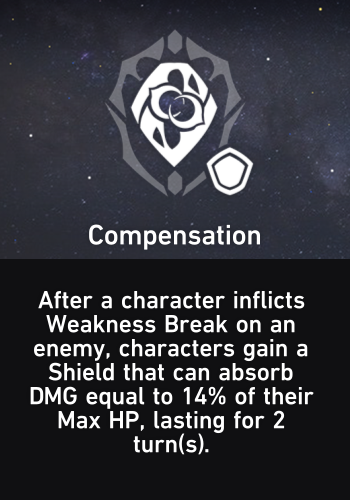 Compensation
After a character inflicts
Weakness Break on an
enemy, characters gain a
Shield that can absorb
DMG equal to 14% of their
Max HP, lasting for 2
turn(s).